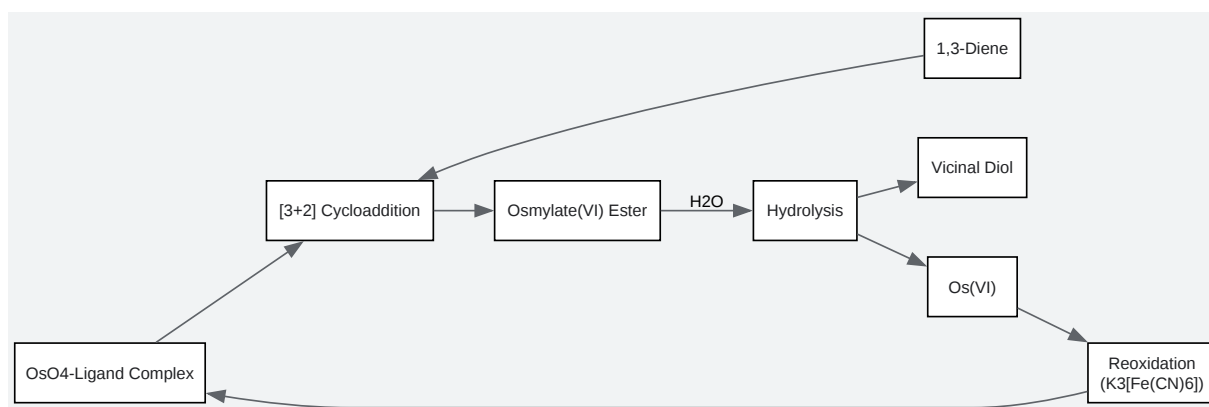 1,3-Diene
Vicinal Diol
[3+2] Cycloaddition
Osmylate(VI) Ester
H2O
Hydrolysis
Os(VI)
OsO4-Ligand Complex
Reoxidation
(K3[Fe(CN)6])